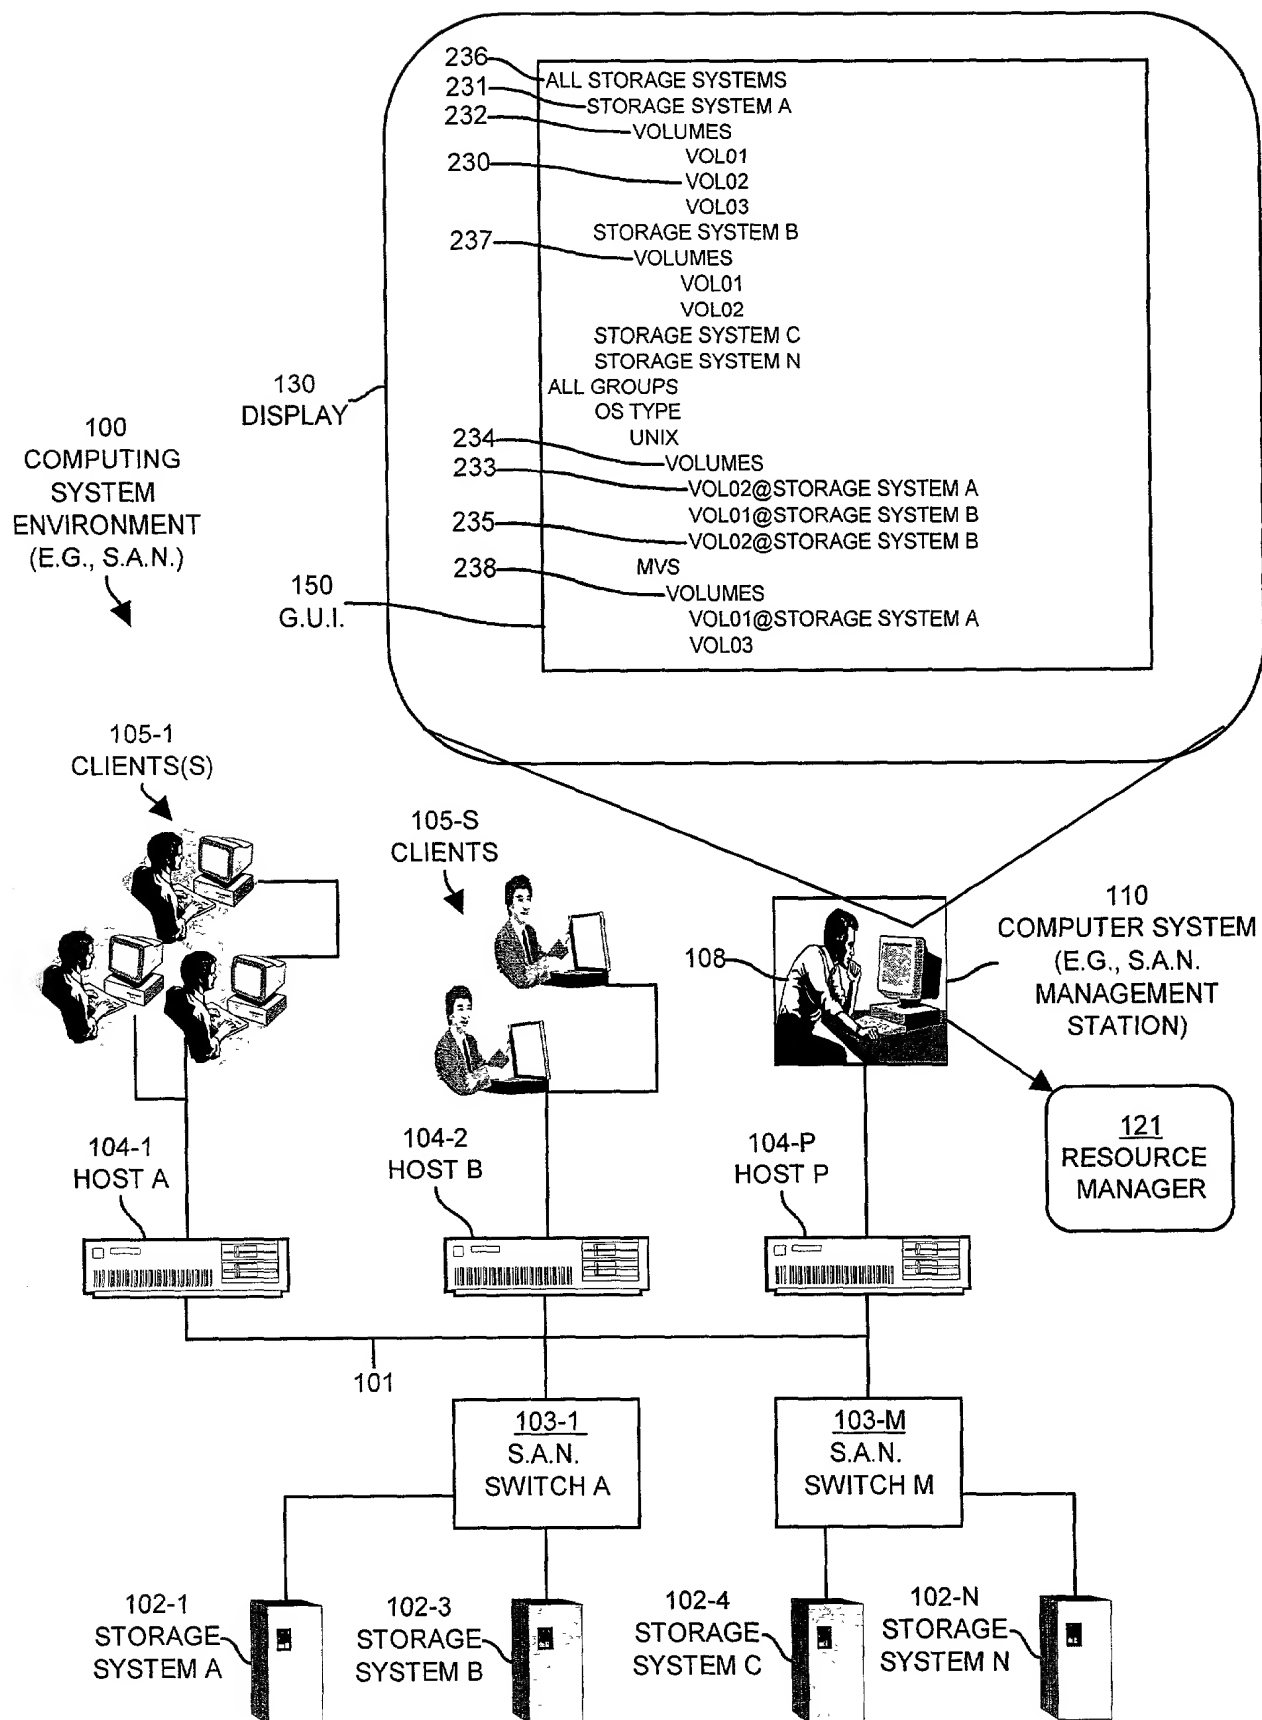 236
ALL STORAGE SYSTEMS
231
STORAGE SYSTEM A
232
VOLUMES
VOL01
230
VOL02
VOL03
STORAGE SYSTEM B
237
VOLUMES
VOL01
VOL02
STORAGE SYSTEM C
STORAGE SYSTEM N
ALL GROUPS
OS TYPE
UNIX
234
VOLUMES
233
VOL02@STORAGE SYSTEM A
VOL01@STORAGE SYSTEM B
235
VOL02@STORAGE SYSTEM B
MVS
238
VOLUMES
VOL01@STORAGE SYSTEM A
VOL03
130
DISPLAY
100
COMPUTING
SYSTEM
ENVIRONMENT
(E.G., S.A.N.)
150
G.U.I.
105-1
CLIENTS(S)
105-S
CLIENTS
108
110
COMPUTER SYSTEM
(E.G., S.A.N.
MANAGEMENT
STATION)
121
RESOURCE
MANAGER
104-1
HOST A
104-2
HOST B
104-P
HOST P
101
103-1
S.A.N.
SWITCH A
103-M
S.A.N.
SWITCH M
102-1
STORAGE
SYSTEM A
102-3
STORAGE
SYSTEM B
102-4
STORAGE
SYSTEM C
102-N
STORAGE
SYSTEM N